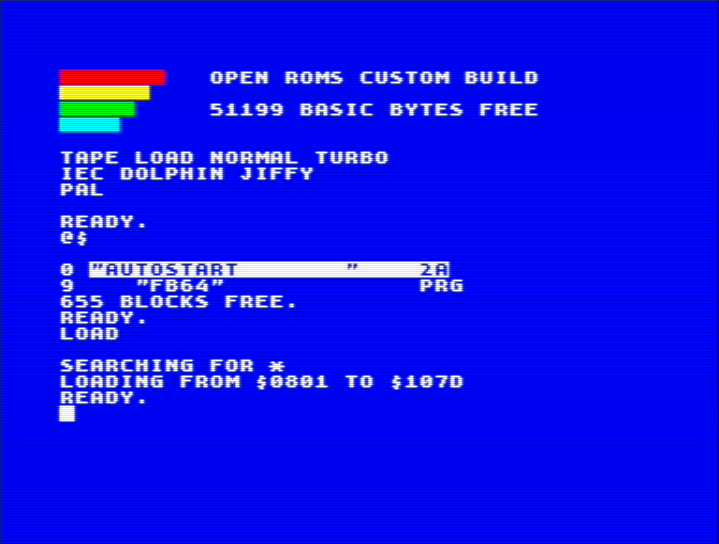 OPEN ROMS CUSTOM BUILD
51199 BASIC BYTES FREE
TAPE LOAD NORMAL TURBO
IEC DOLPHIN JIFFY
PAL
READY.
@$
0 "AUTOSTART       "    2A
9    "FB64"             PRG
655 BLOCKS FREE.
READY.
LOAD
SEARCHING FOR *
LOADING FROM $0801 TO $107D
READY.